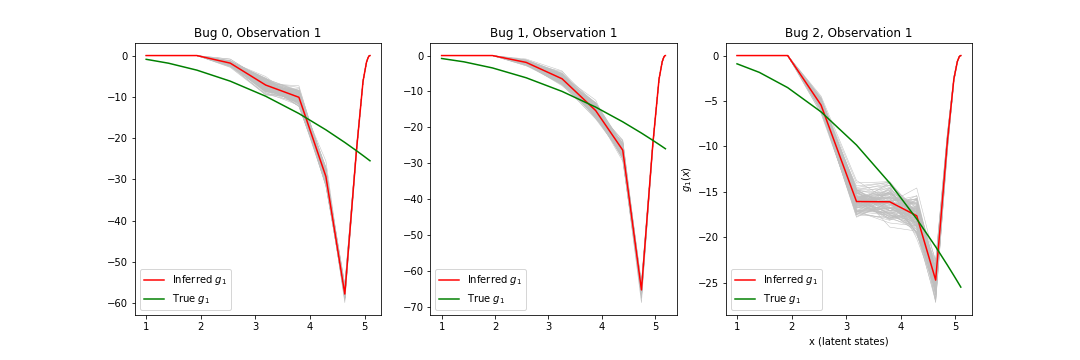 Bug 0, Observation 1
0
−10
−20
−30
−40
−50
−60
1 2 3 4 5
Inferred g₁
True g₁
Bug 1, Observation 1
0
−10
−20
−30
−40
−50
−60
−70
1 2 3 4 5
Inferred g₁
True g₁
Bug 2, Observation 1
g₁(x)
0
−5
−10
−15
−20
−25
1 2 3 4 5
x (latent states)
Inferred g₁
True g₁